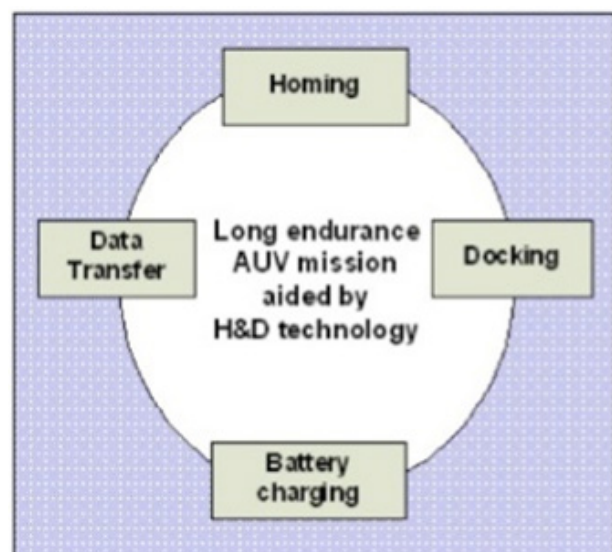 Homing
Data
Transfer
Long endurance
AUV mission
aided by
H&D technology
Docking
Battery
charging